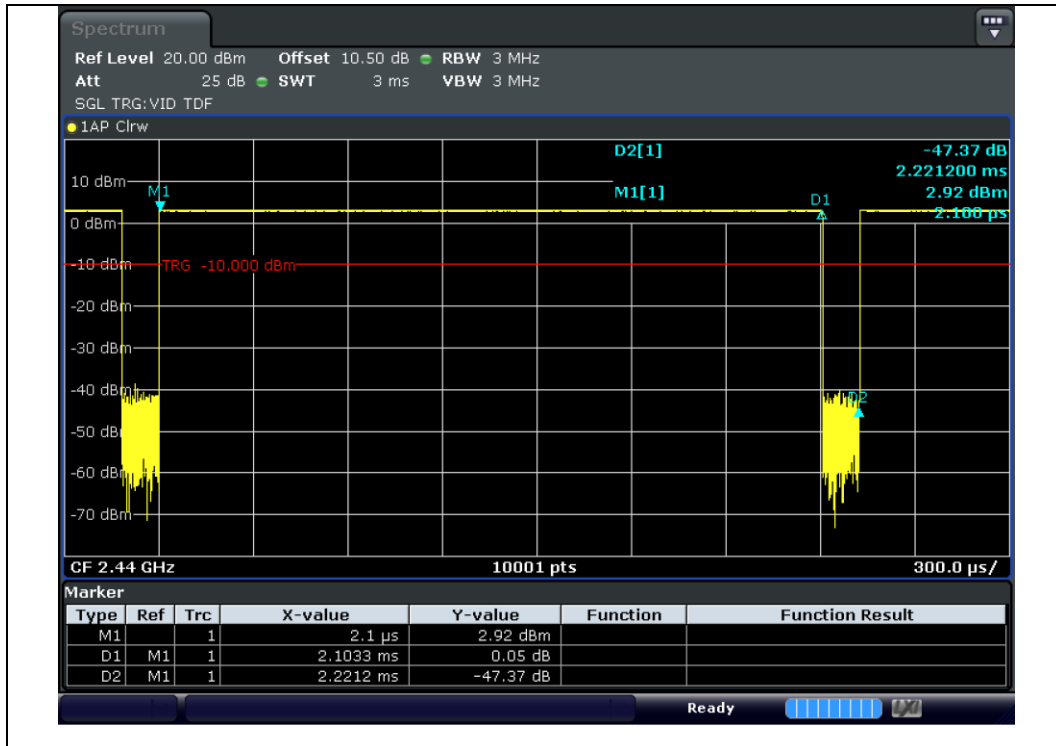 Spectrum
Ref Level 20.00 dBm Offset 10.50 dB RBW 3 MHz
Att 25 dB SWT 3 ms VBW 3 MHz
SGL TRG:VID TDF
1AP Clrw
D2[1] -47.37 dB
2.221200 ms
10 dBm
M1
M1[1] 2.92 dBm
D1
2.100 µs
0 dBm
-10 dBm
TRG -10.000 dBm
-20 dBm
-30 dBm
-40 dBm
D2
-50 dBm
-60 dBm
-70 dBm
CF 2.44 GHz 10001 pts 300.0 µs/
Marker
Type Ref Trc X-value Y-value Function Function Result
M1 1 2.1 µs 2.92 dBm
D1 M1 1 2.1033 ms 0.05 dB
D2 M1 1 2.2212 ms -47.37 dB
Ready LXI